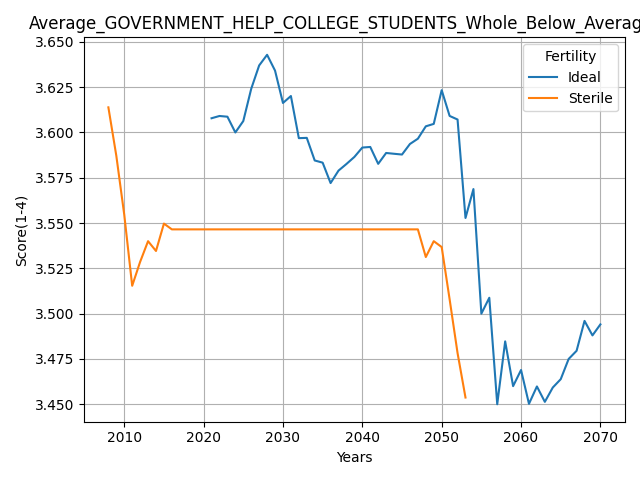 Average_GOVERNMENT_HELP_COLLEGE_STUDENTS_Whole_Below_Averag
3.650
3.625
3.600
3.575
3.550
3.525
3.500
3.475
3.450
Score(1-4)
Fertility
Ideal
Sterile
2010 2020 2030 2040 2050 2060 2070
Years